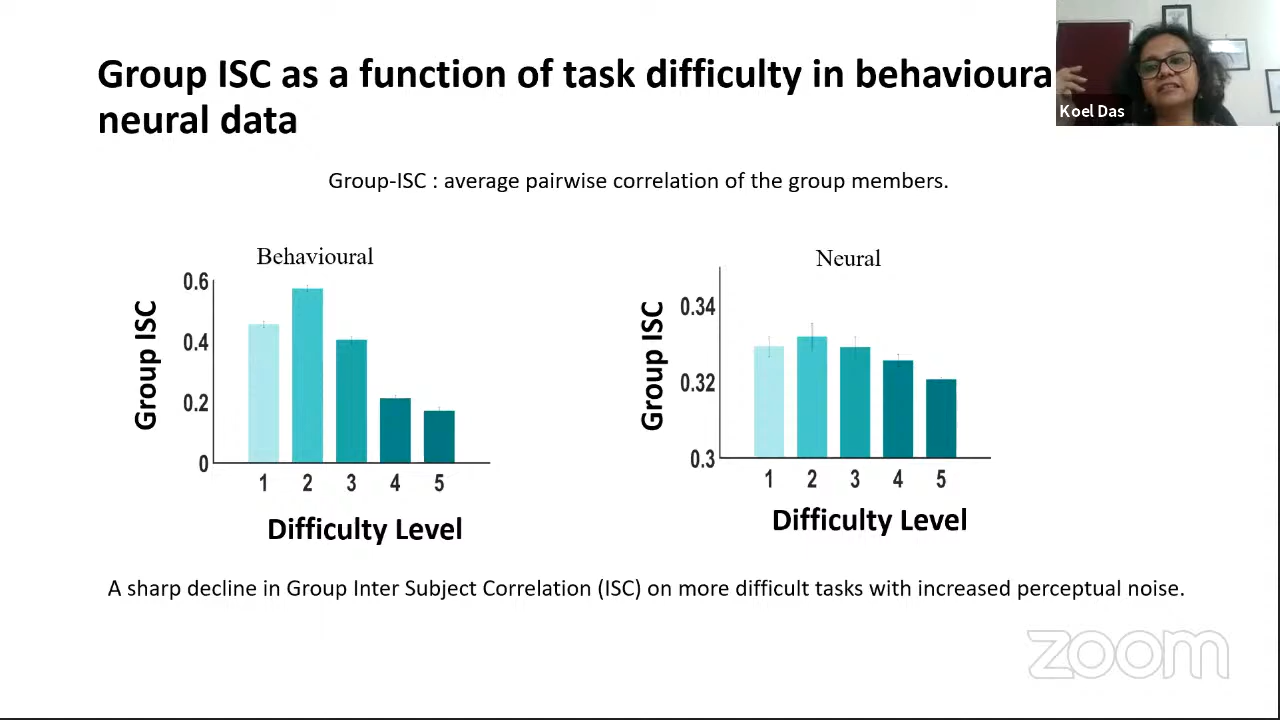 Group ISC as a function of task difficulty in behavioura
neural data
Koel Das
Group-ISC : average pairwise correlation of the group members.
Behavioural
Group ISC
0.6
0.4
0.2
0
1 2 3 4 5
Difficulty Level
Neural
Group ISC
0.34
0.32
0.3
1 2 3 4 5
Difficulty Level
A sharp decline in Group Inter Subject Correlation (ISC) on more difficult tasks with increased perceptual noise.
zoom